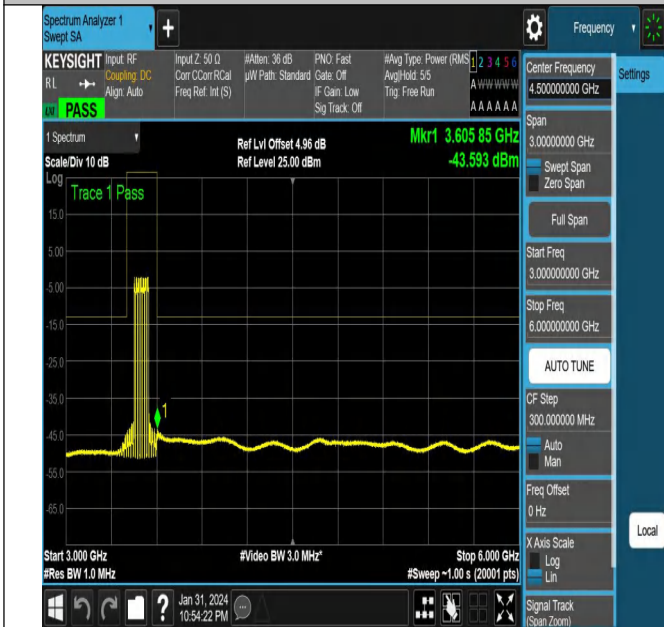 Spectrum Analyzer 1
Swept SA
Frequency
KEYSIGHT
RL
PASS
Input: RF
Coupling: DC
Align: Auto
Input Z: 50 Ω
Corr CCorr RCal
Freq Ref: Int (S)
#Atten: 36 dB
µW Path: Standard
PNO: Fast
Gate: Off
IF Gain: Low
Sig Track: Off
#Avg Type: Power (RMS
Avg|Hold: 5/5
Trig: Free Run
1 2 3 4 5 6
A W W W W W
A A A A A A
1 Spectrum
Scale/Div 10 dB
Ref Lvl Offset 4.96 dB
Ref Level 25.00 dBm
Mkr1 3.605 85 GHz
-43.593 dBm
Log
Trace 1 Pass
15.0
5.00
-5.00
-15.0
-25.0
-35.0
1
-45.0
-55.0
-65.0
Start 3.000 GHz
#Video BW 3.0 MHz*
Stop 6.000 GHz
#Res BW 1.0 MHz
#Sweep ~1.00 s (20001 pts)
Jan 31, 2024
10:54:22 PM
Center Frequency
4.500000000 GHz
Settings
Span
3.00000000 GHz
Swept Span
Zero Span
Full Span
Start Freq
3.000000000 GHz
Stop Freq
6.000000000 GHz
AUTO TUNE
CF Step
300.000000 MHz
Auto
Man
Freq Offset
0 Hz
X Axis Scale
Log
Lin
Local
Signal Track
(Span Zoom)